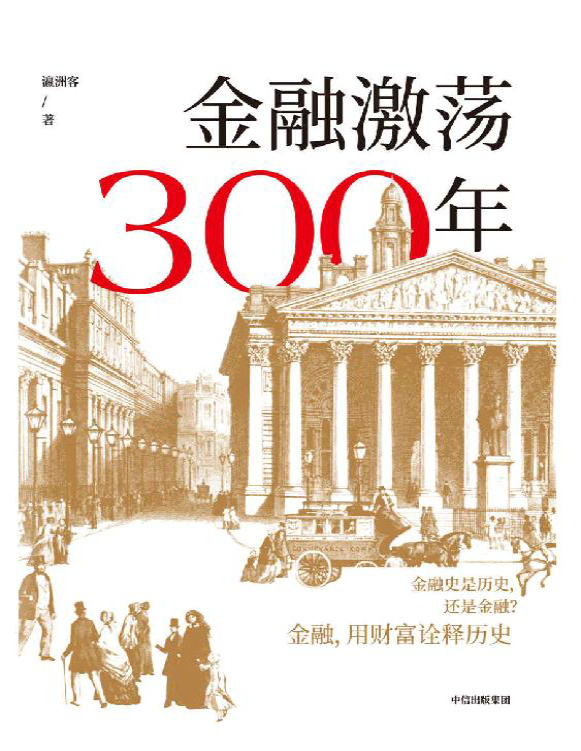 瀛洲客
/
著
金融激荡
300年
金融史是历史,
还是金融?
金融, 用财富诠释历史
中信出版集团